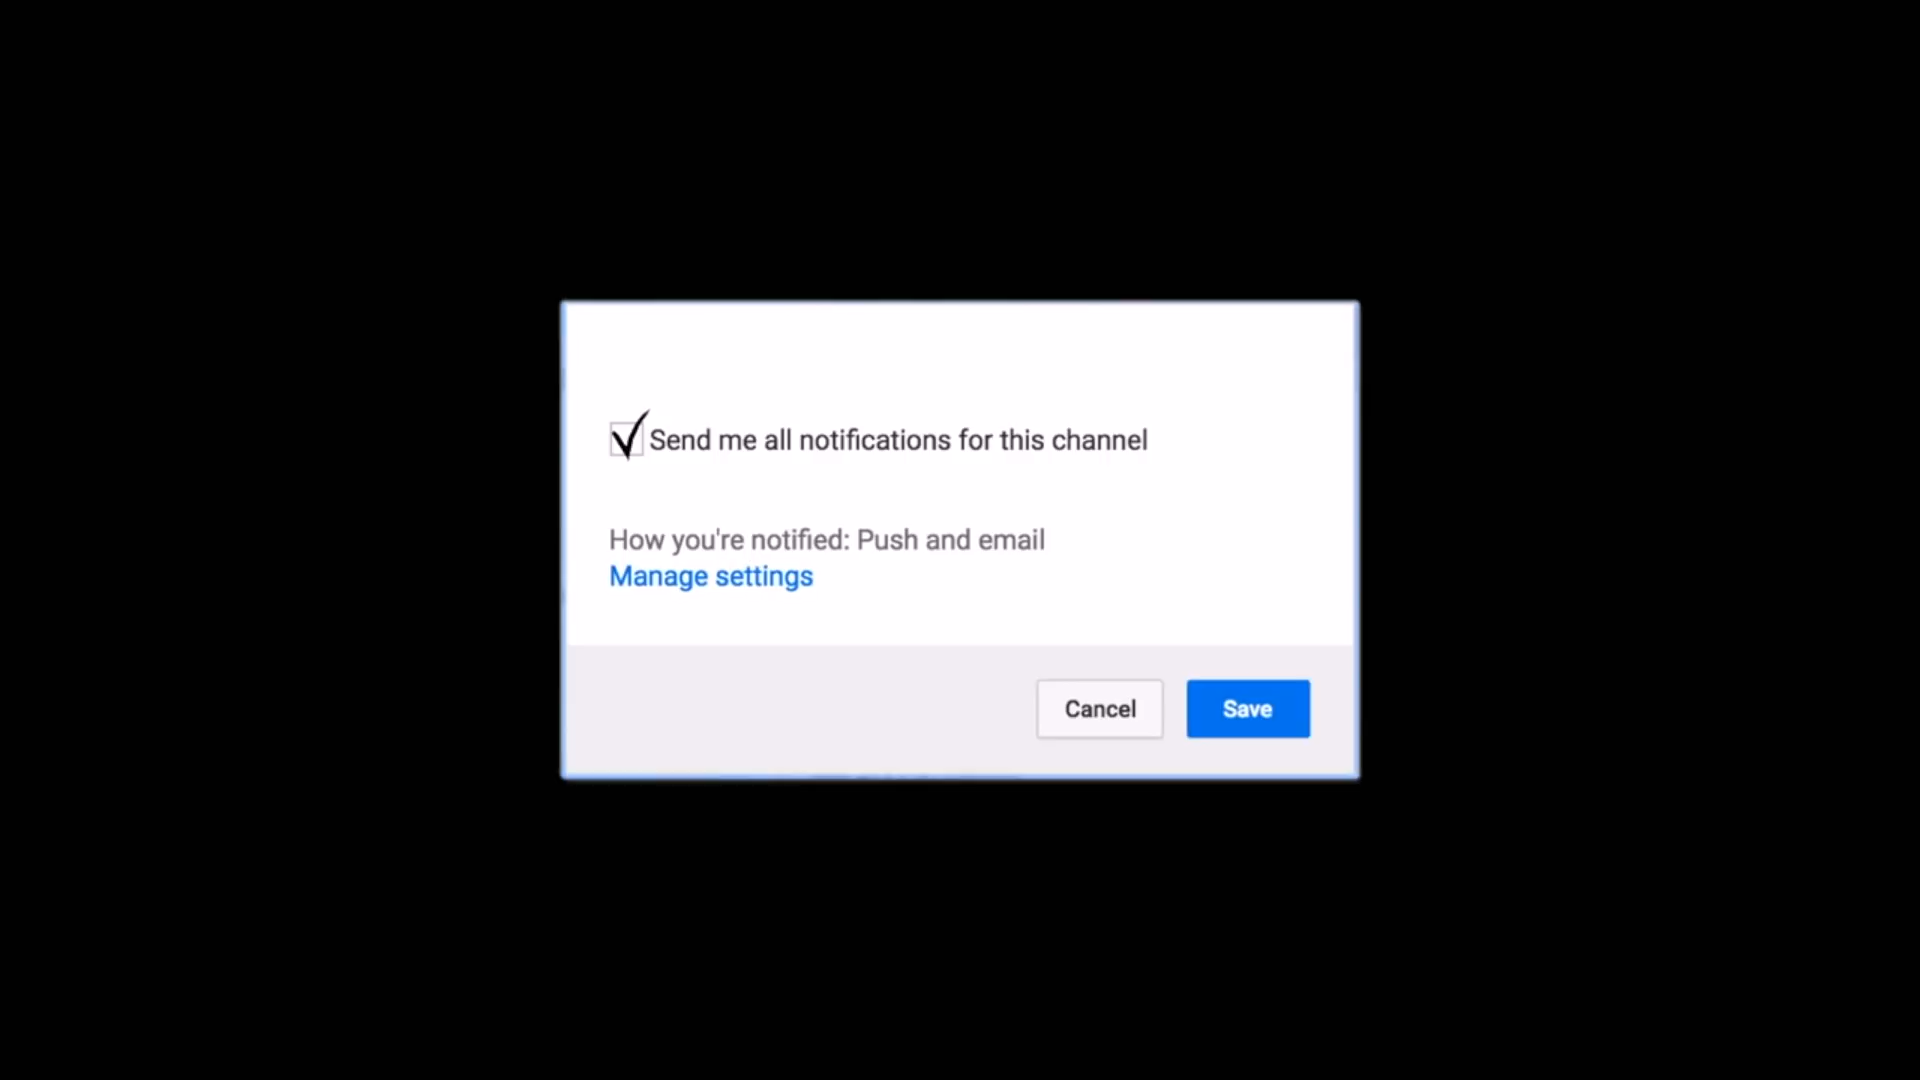 Send me all notifications for this channel
How you're notified: Push and email
Manage settings
Cancel
Save